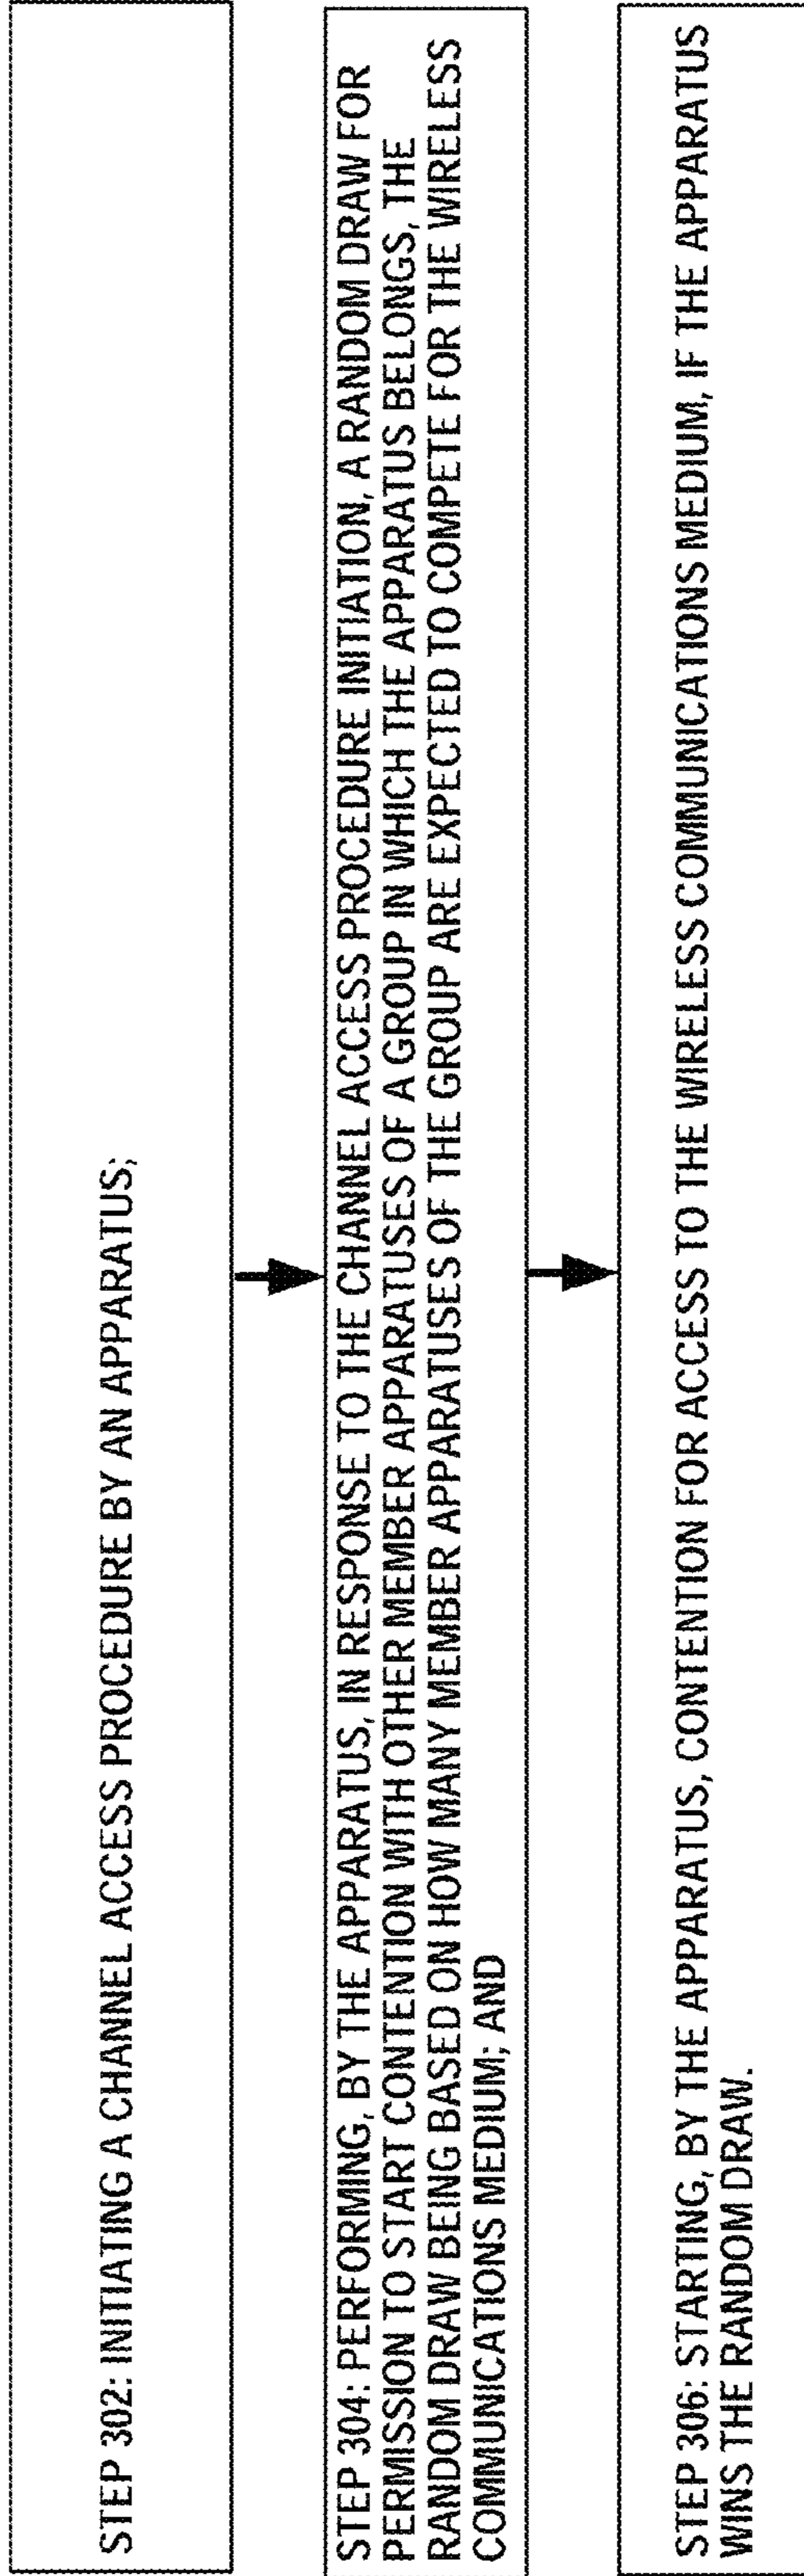 STEP 302: INITIATING A CHANNEL ACCESS PROCEDURE BY AN APPARATUS;
STEP 304: PERFORMING, BY THE APPARATUS, IN RESPONSE TO THE CHANNEL ACCESS PROCEDURE INITIATION, A RANDOM DRAW FOR
PERMISSION TO START CONTENTION WITH OTHER MEMBER APPARATUSES OF A GROUP IN WHICH THE APPARATUS BELONGS, THE
RANDOM DRAW BEING BASED ON HOW MANY MEMBER APPARATUSES OF THE GROUP ARE EXPECTED TO COMPETE FOR THE WIRELESS
COMMUNICATIONS MEDIUM; AND
STEP 306: STARTING, BY THE APPARATUS, CONTENTION FOR ACCESS TO THE WIRELESS COMMUNICATIONS MEDIUM, IF THE APPARATUS
WINS THE RANDOM DRAW.